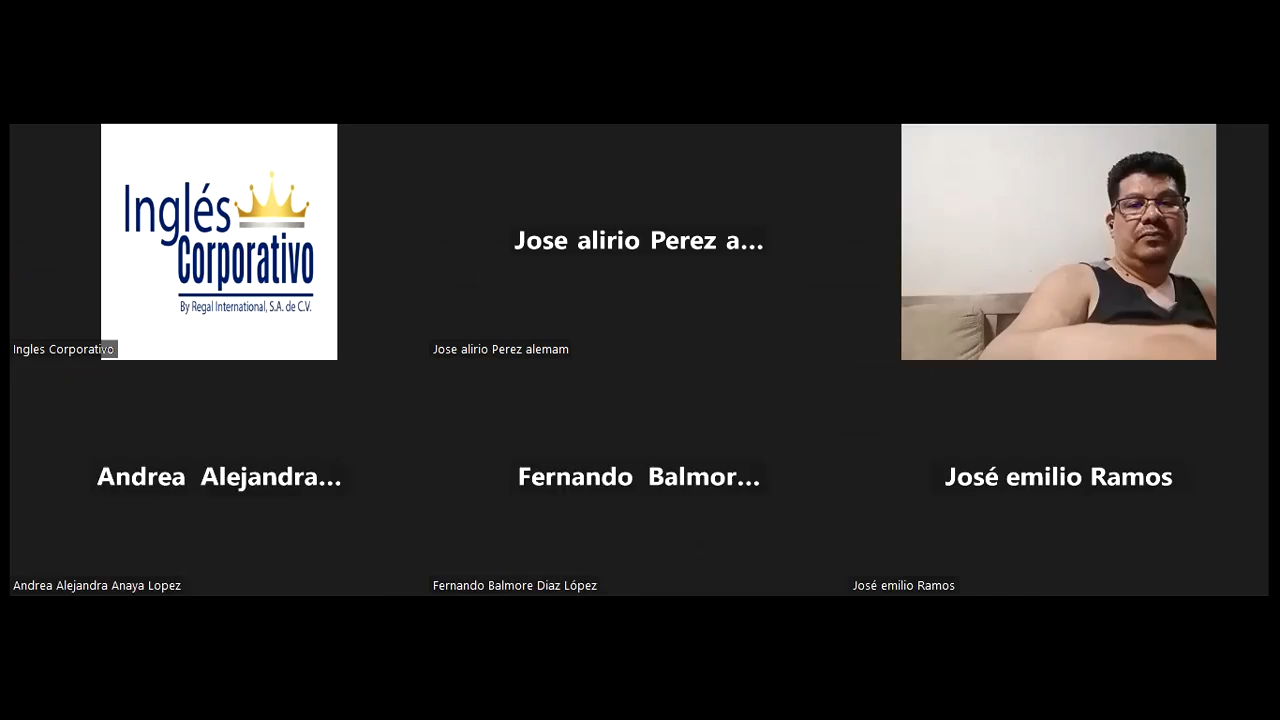 Inglés
Corporativo
By Regal International, S.A. de C.V.
Ingles Corporativo
Jose alirio Perez a...
Jose alirio Perez alemam
Andrea Alejandra...
Andrea Alejandra Anaya Lopez
Fernando Balmor...
Fernando Balmore Diaz López
José emilio Ramos
José emilio Ramos